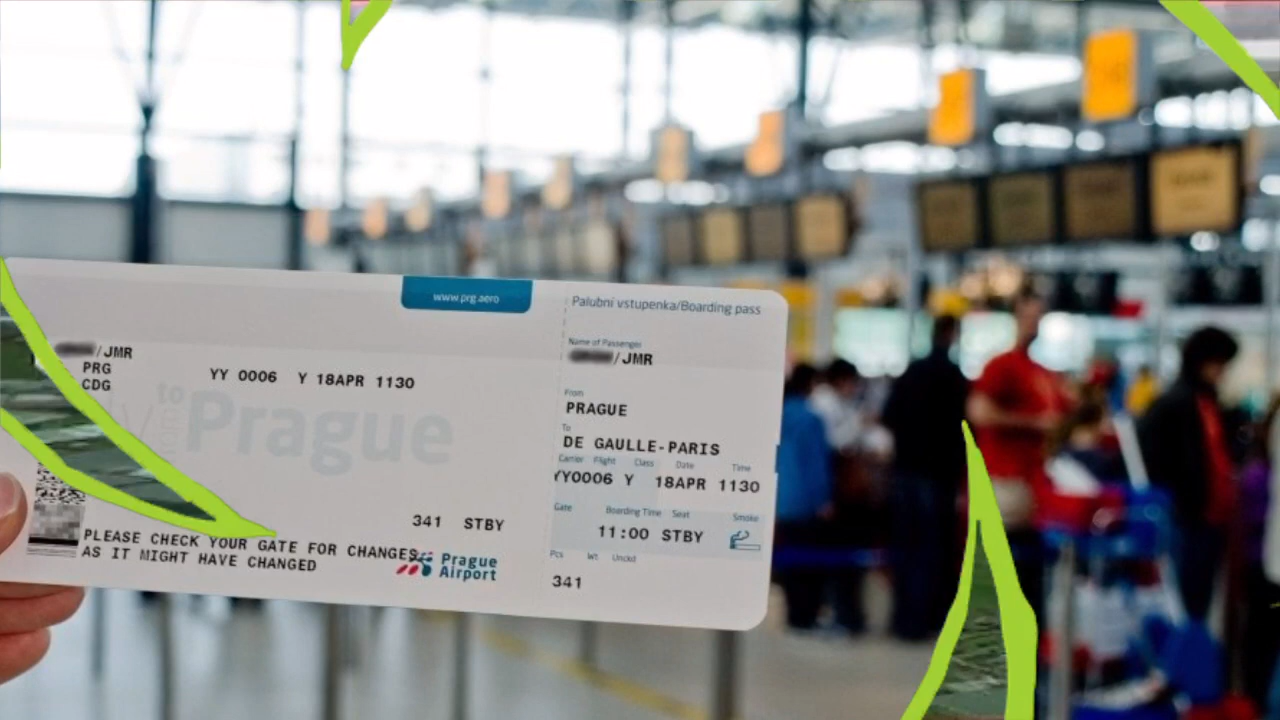 www.prg.aero
Palubní vstupenka/Boarding pass
/JMR
PRG
CDG
YY 0006 Y 18APR 1130
to
Prague
341 STBY
PLEASE CHECK YOUR GATE FOR CHANGES
AS IT MIGHT HAVE CHANGED
Prague
Airport
Name of Passenger
/JMR
From
PRAGUE
To
DE GAULLE-PARIS
Carrier Flight Class Date Time
YY0006 Y 18APR 1130
Gate Boarding Time Seat Smoke
11:00 STBY
Pcs Wt Unckd
341